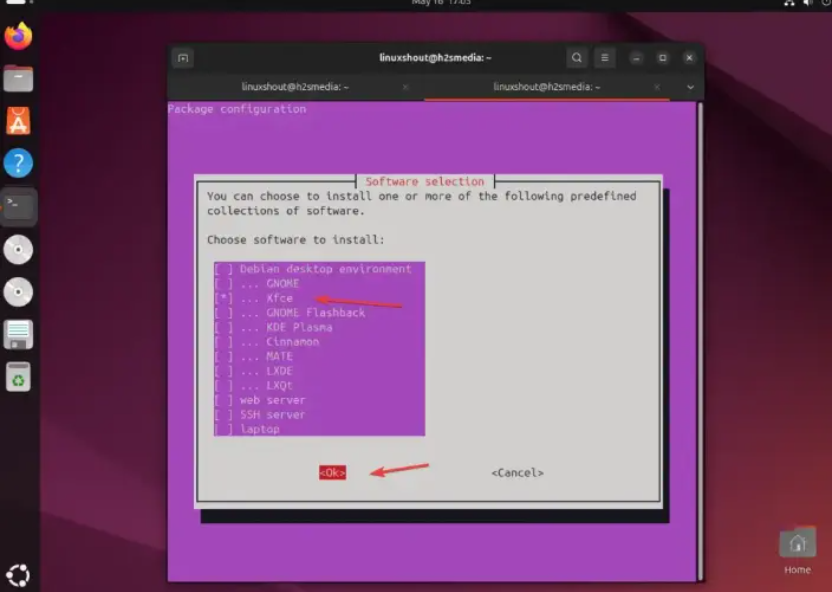 May 16 17:03
linuxshout@h2smedia: ~
linuxshout@h2smedia: ~
linuxshout@h2smedia: ~
Package configuration
Software selection
You can choose to install one or more of the following predefined
collections of software.
Choose software to install:
[ ] Debian desktop environment
[ ] ... GNOME
[*] ... Xfce
[ ] ... GNOME Flashback
[ ] ... KDE Plasma
[ ] ... Cinnamon
[ ] ... MATE
[ ] ... LXDE
[ ] ... LXQt
[ ] web server
[ ] SSH server
[ ] laptop
<Ok>
<Cancel>
Home